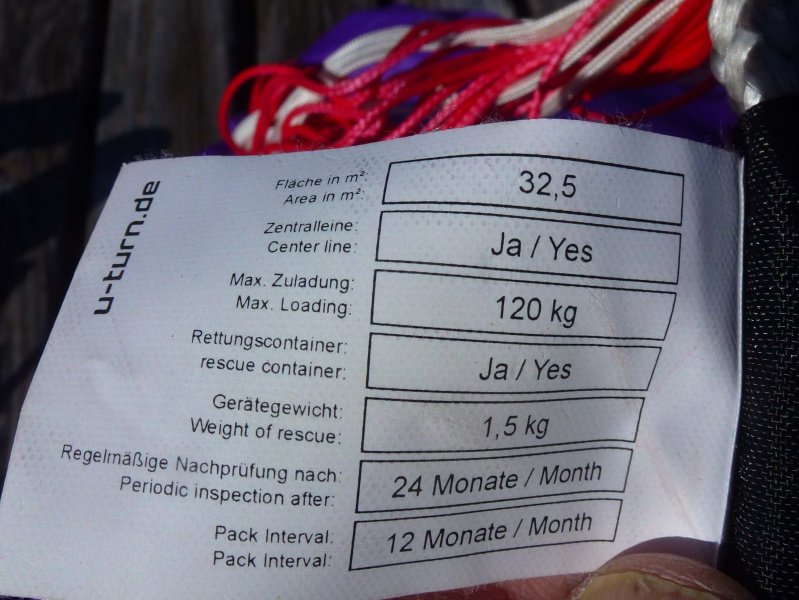 u-turn.de
Fläche in m²:
Area in m²:
32,5
Zentralleine:
Center line:
Ja / Yes
Max. Zuladung:
Max. Loading:
120 kg
Rettungscontainer:
rescue container:
Ja / Yes
Gerätegewicht:
Weight of rescue:
1,5 kg
Regelmäßige Nachprüfung nach:
Periodic inspection after:
24 Monate / Month
Pack Interval:
Pack Interval:
12 Monate / Month